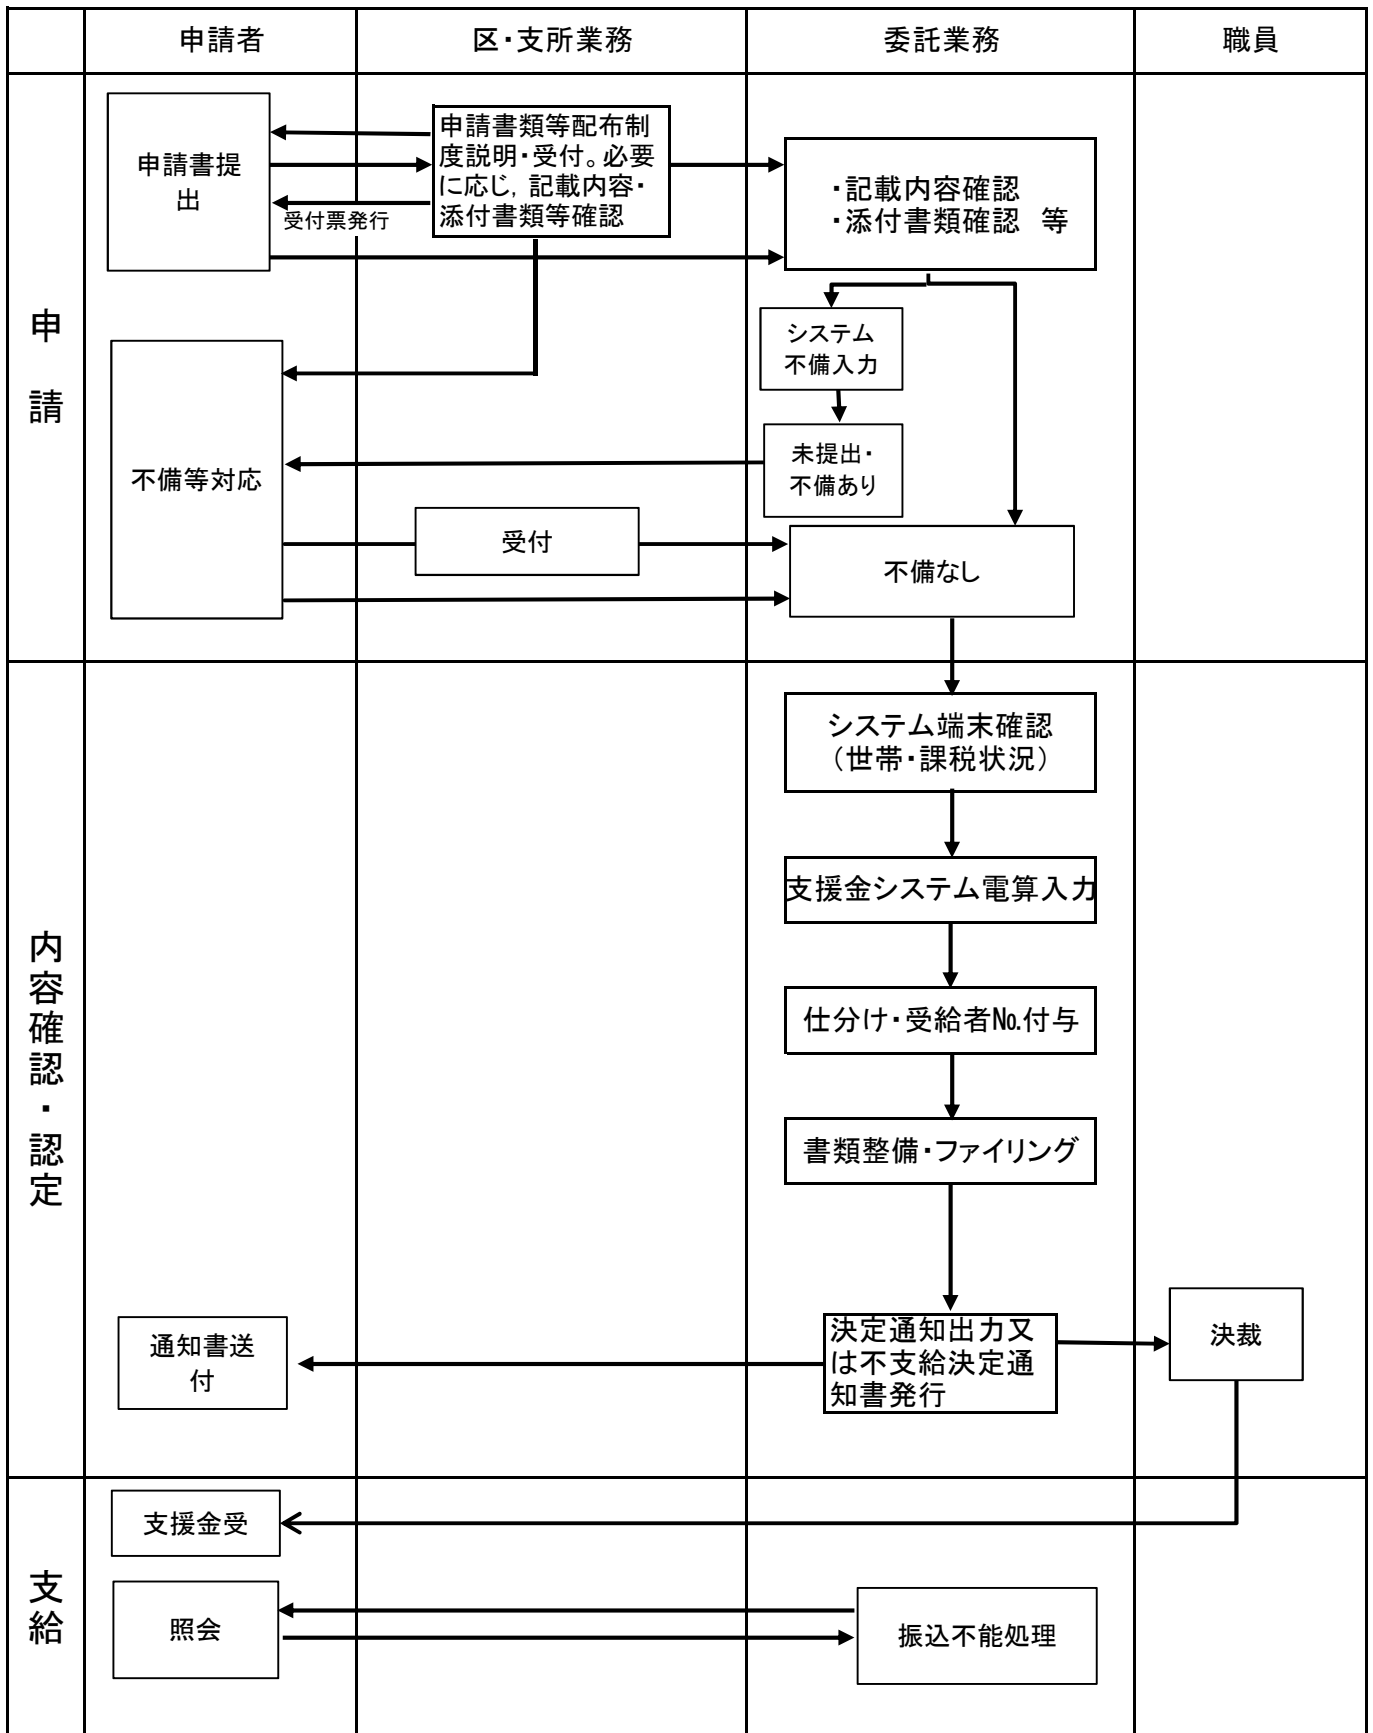 申請者
区・支所業務
委託業務
職員
申請
申請書提
出
申請書類等配布制
度説明・受付。必要
に応じ，記載内容・
添付書類等確認
受付票発行
・記載内容確認
・添付書類確認　等
システム
不備入力
未提出・
不備あり
不備等対応
受付
不備なし
内容確認・認定
システム端末確認
（世帯・課税状況）
支援金システム電算入力
仕分け・受給者№付与
書類整備・ファイリング
通知書送
付
決定通知出力又
は不支給決定通
知書発行
決裁
支給
支援金受
照会
振込不能処理